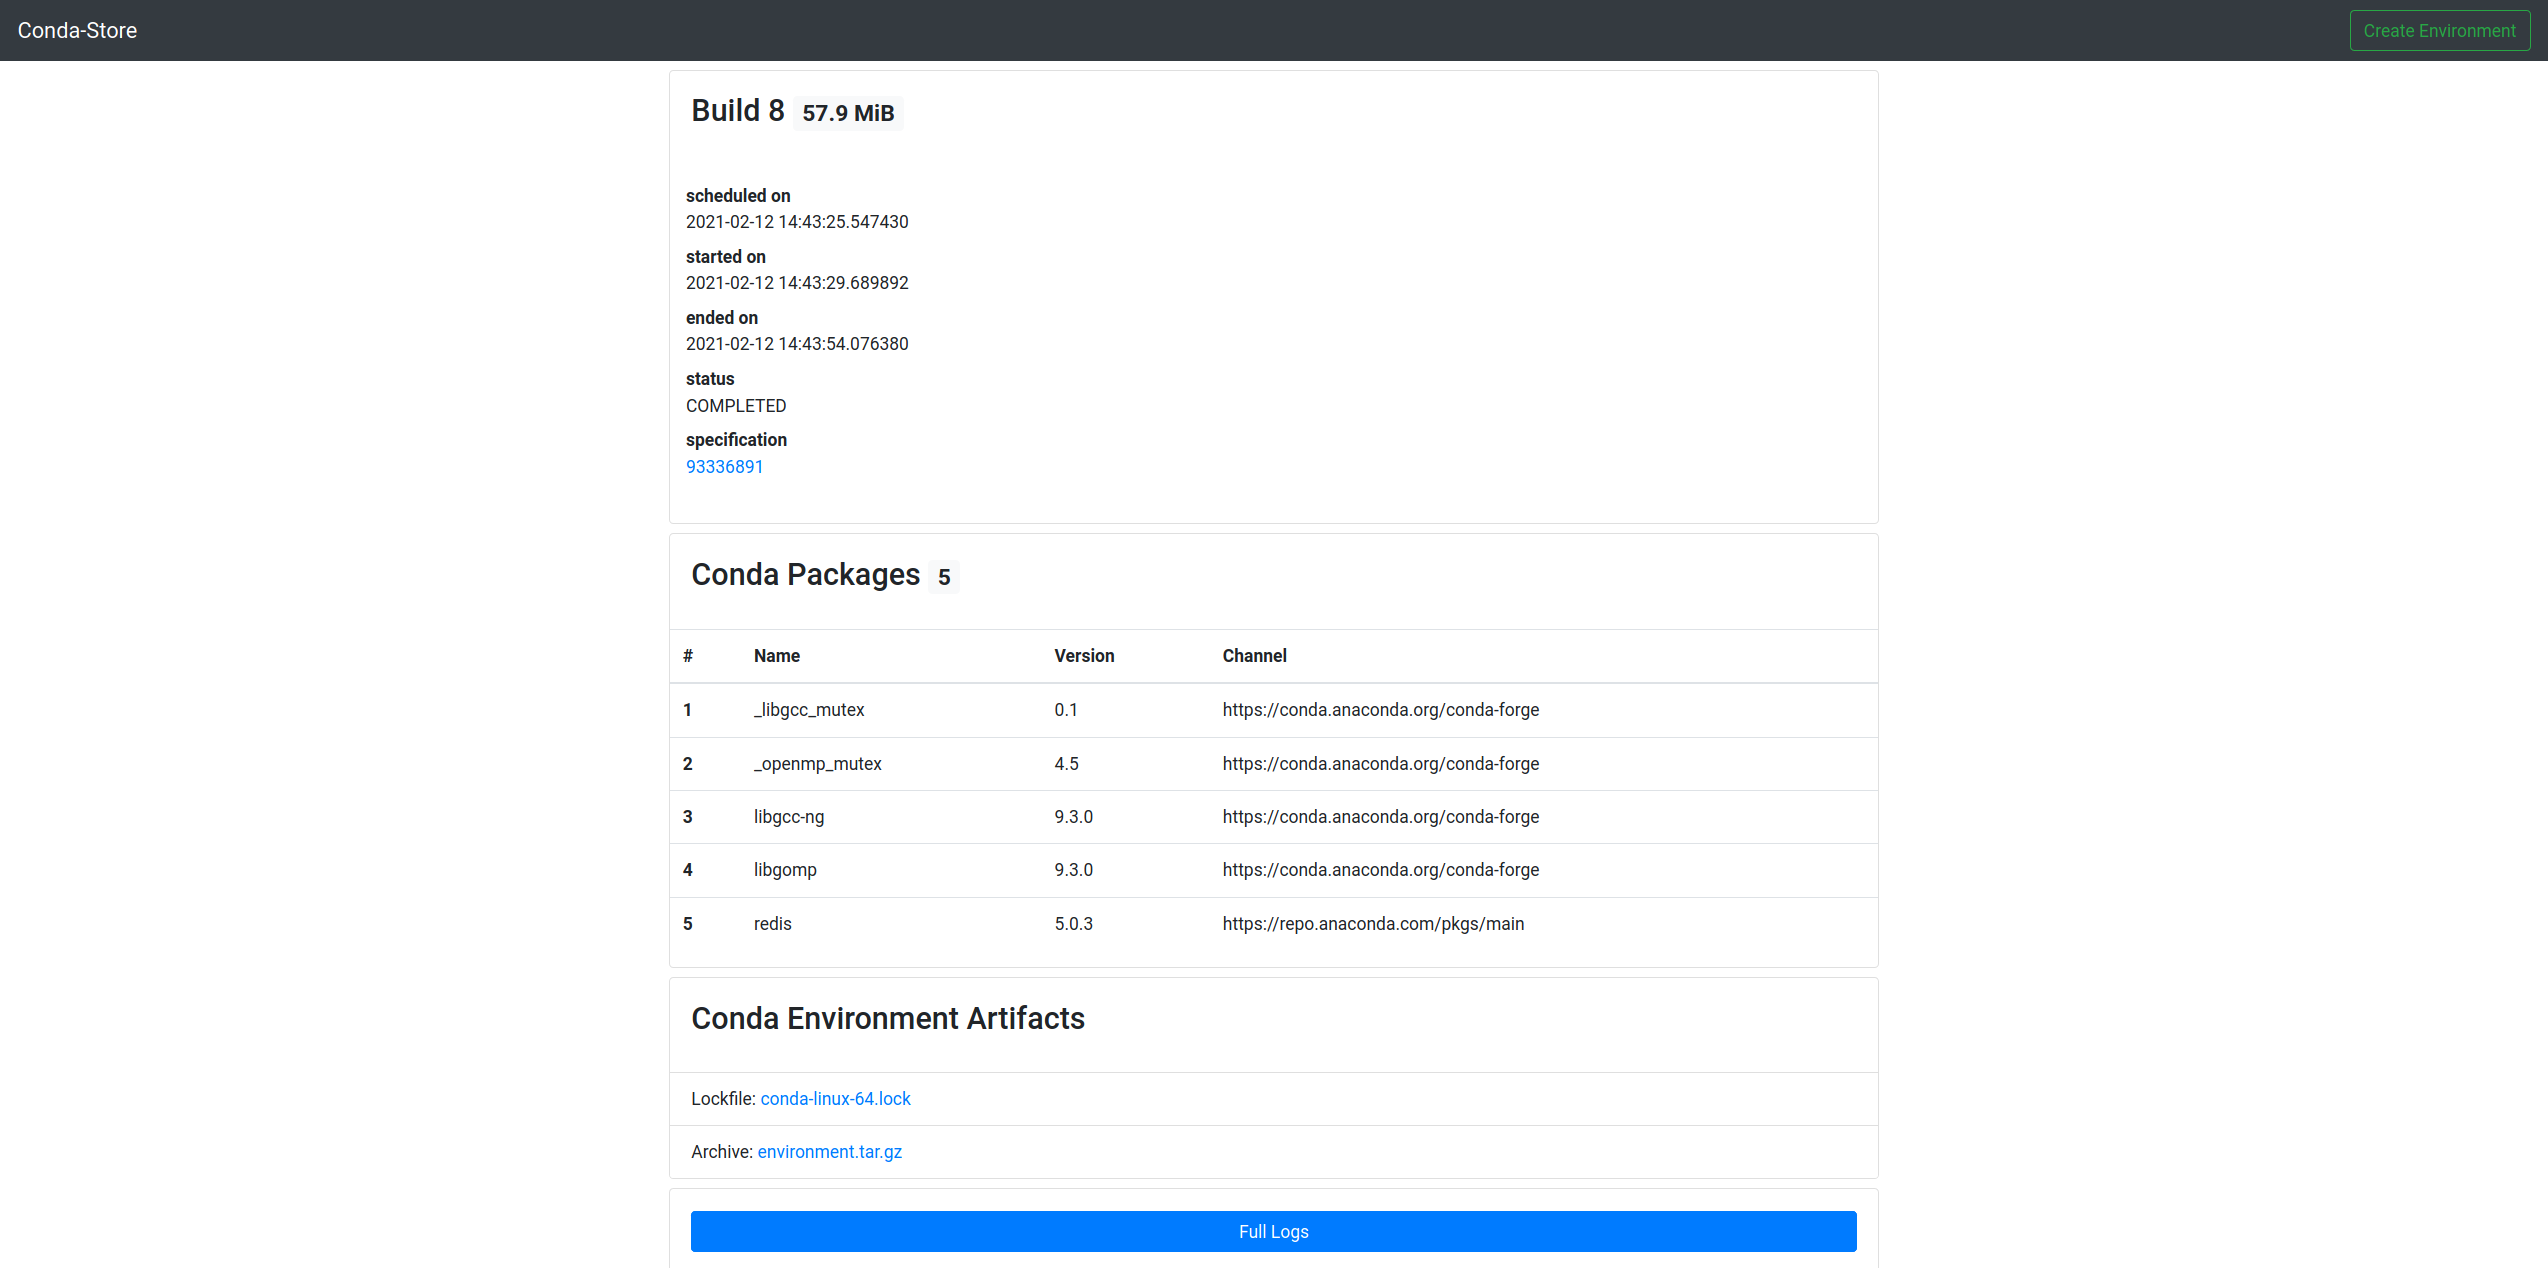 Conda-Store Create Environment
Build 8 57.9 MiB
scheduled on
2021-02-12 14:43:25.547430
started on
2021-02-12 14:43:29.689892
ended on
2021-02-12 14:43:54.076380
status
COMPLETED
specification
93336891
Conda Packages 5
# Name Version Channel
1 _libgcc_mutex 0.1 https://conda.anaconda.org/conda-forge
2 _openmp_mutex 4.5 https://conda.anaconda.org/conda-forge
3 libgcc-ng 9.3.0 https://conda.anaconda.org/conda-forge
4 libgomp 9.3.0 https://conda.anaconda.org/conda-forge
5 redis 5.0.3 https://repo.anaconda.com/pkgs/main
Conda Environment Artifacts
Lockfile: conda-linux-64.lock
Archive: environment.tar.gz
Full Logs